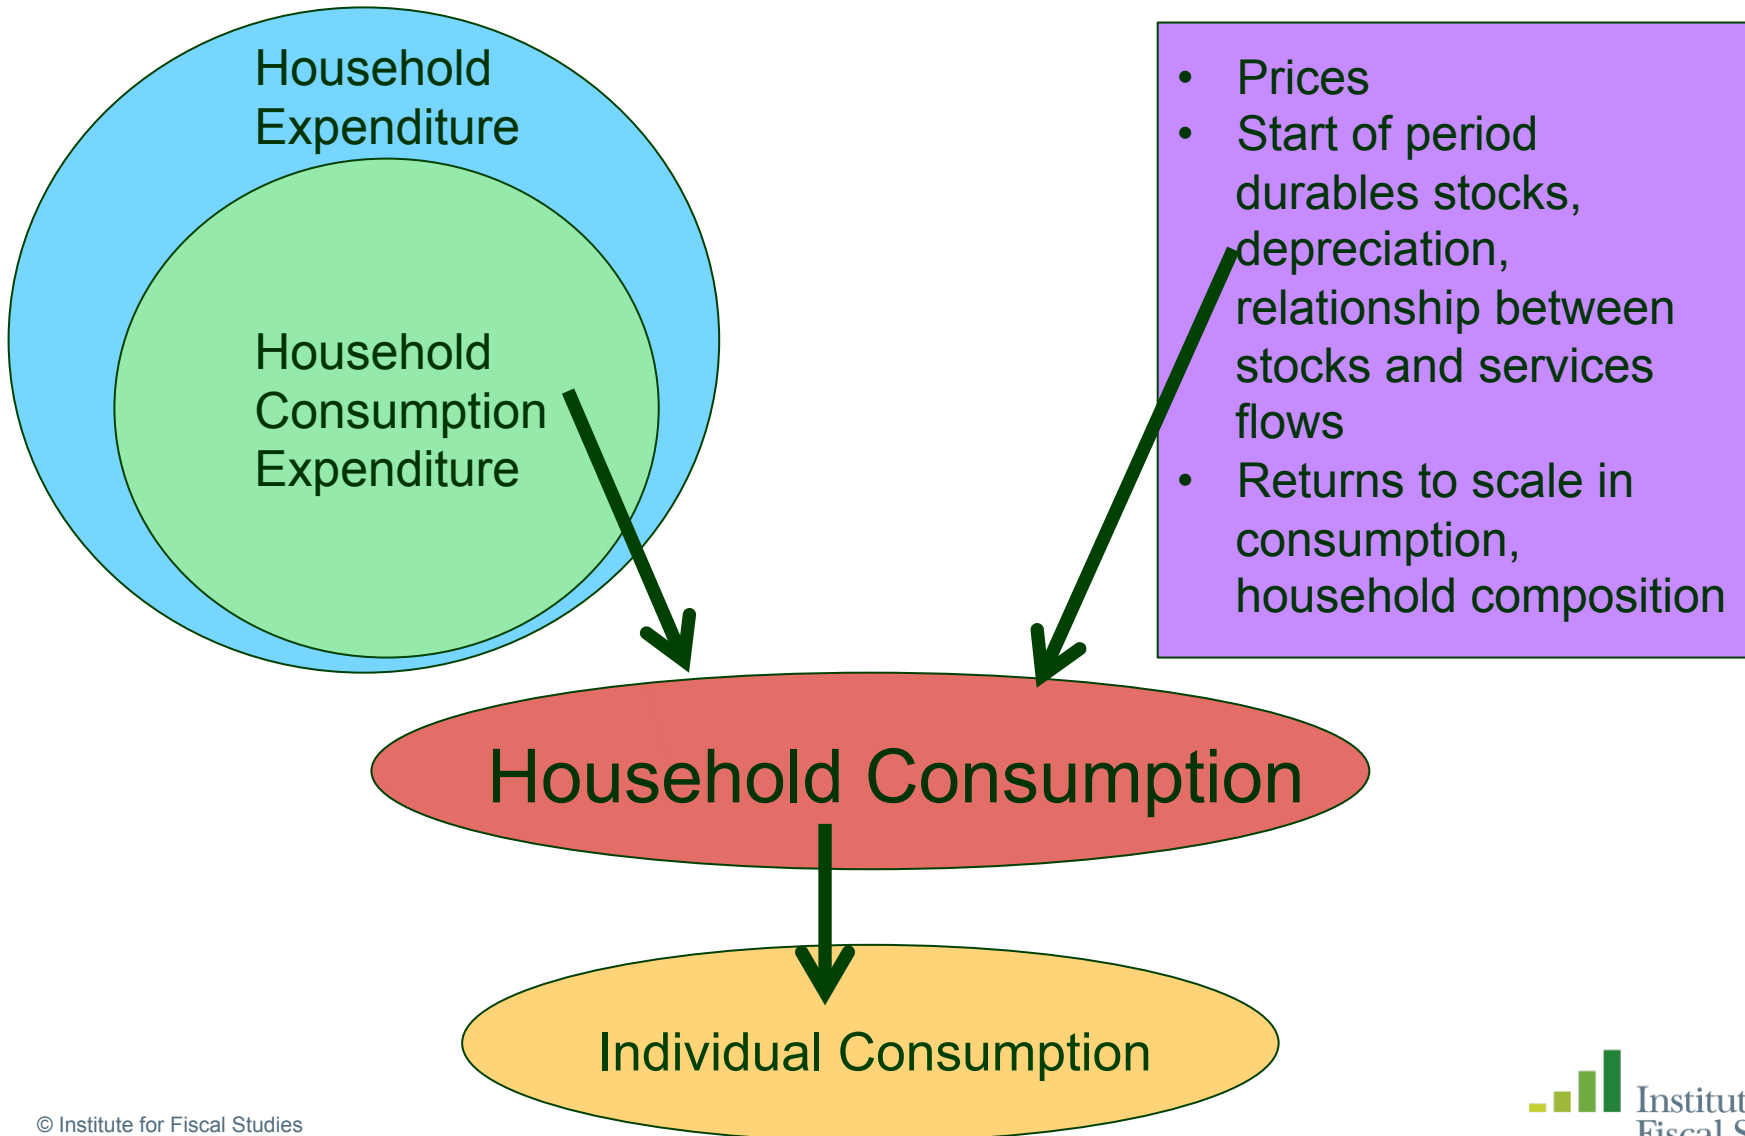 Household
Expenditure
Household
Consumption
Expenditure
• Prices
• Start of period
durables stocks,
depreciation,
relationship between
stocks and services
flows
• Returns to scale in
consumption,
household composition
Household Consumption
Individual Consumption
© Institute for Fiscal Studies